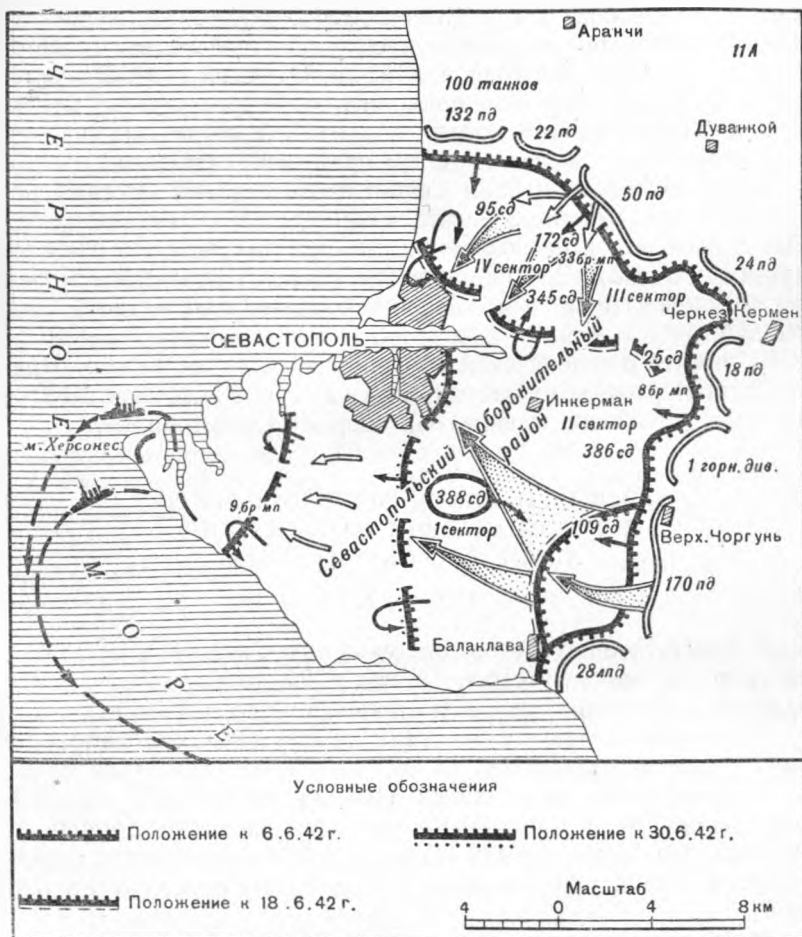 Аранчи
11А
100 танков
132 пд
22 пд
Дуванкой
50 пд
95 сд
172 сд
33 бр мп
IV сектор
24 пд
III сектор
345 сд
Черкез Кермен
СЕВАСТОПОЛЬ
25 сд
18 пд
8 бр мп
Инкерман
II сектор
м. Херсонес
386 сд
1 горн. див.
Севастопольский оборонительный
район
388 сд
9 бр мп
109 сд
1 сектор
Верх. Чоргунь
170 пд
Балаклава
28 лпд
ЧЕРНОЕ
МОРЕ
Условные обозначения
Положение к 6.6.42 г.
Положение к 30.6.42 г.
Положение к 18.6.42 г.
Масштаб
4 0 4 8 км